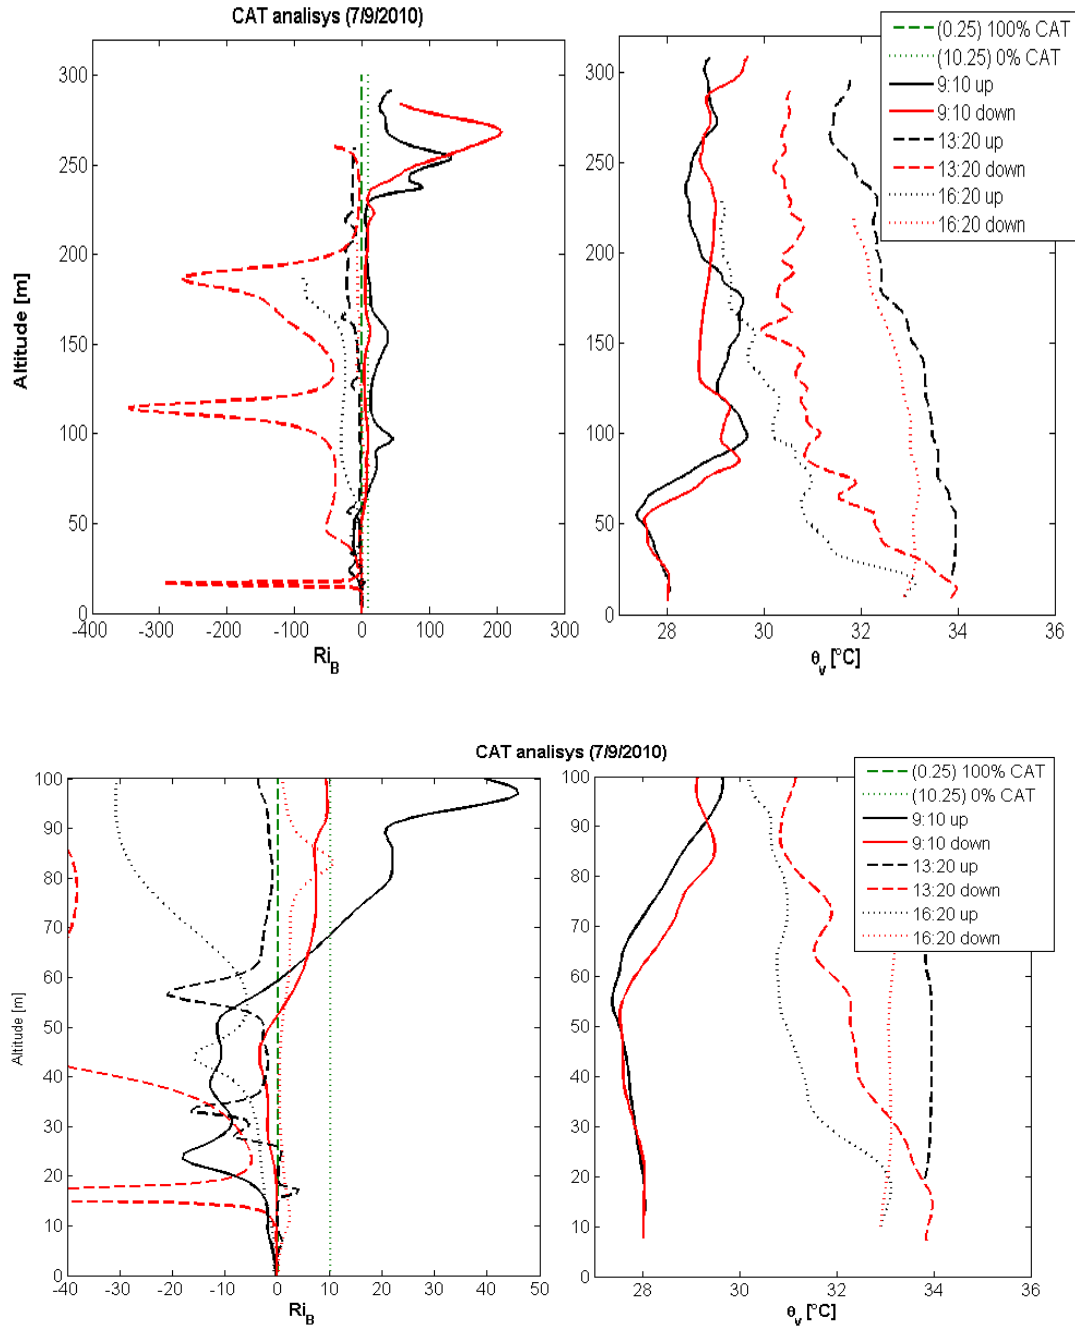 CAT analisys (7/9/2010)
300
250
200
150
100
50
0
Altitude [m]
-400 -300 -200 -100 0 100 200 300
Ri_B
300
250
200
150
100
50
0
28 30 32 34 36
θ_v [°C]
(0.25) 100% CAT
(10.25) 0% CAT
9:10 up
9:10 down
13:20 up
13:20 down
16:20 up
16:20 down
CAT analisys (7/9/2010)
100
90
80
70
60
50
40
30
20
10
0
Altitude [m]
-40 -30 -20 -10 0 10 20 30 40 50
Ri_B
100
90
80
70
60
50
40
30
20
10
0
28 30 32 34 36
θ_v [°C]
(0.25) 100% CAT
(10.25) 0% CAT
9:10 up
9:10 down
13:20 up
13:20 down
16:20 up
16:20 down